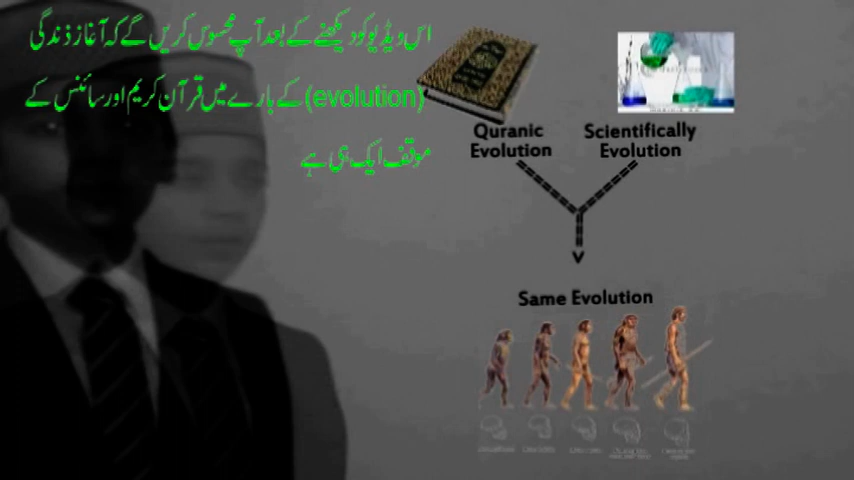 اس ویڈیو کو دیکھنے کے بعد آپ محسوس کریں گے کہ آغاز زندگی
(evolution) کے بارے میں قرآن کریم اور سائنس کے
موقف ایک ہی ہے
Quranic Evolution
Scientifically Evolution
Same Evolution